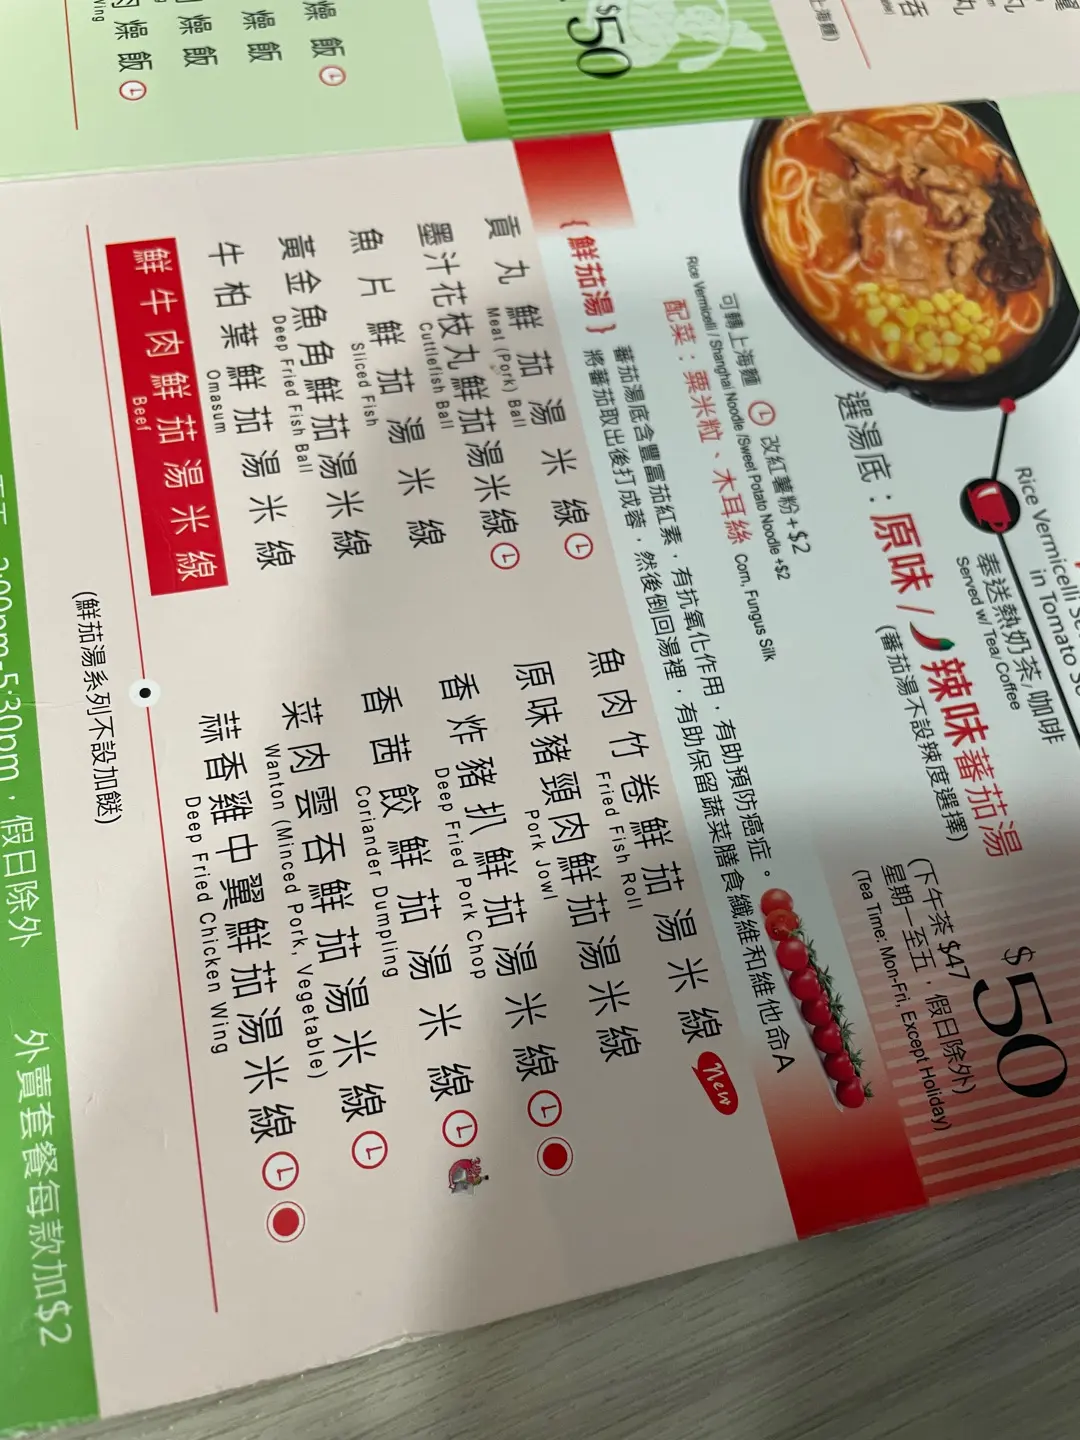 燥飯
燥飯
燥飯
燥飯
$50
Rice Vermicelli
in Tomato
奉送熱奶茶/咖啡
Served w/ Tea/Coffee
$50
(下午茶 $47
星期一至五，假日除外)
(Tea Time: Mon-Fri, Except Holiday)
選湯底：原味 / 辣味蕃茄湯
(蕃茄湯不設辣度選擇)
可轉上海麵 改紅薯粉+$2
Rice Vermicelli / Shanghai Noodle /Sweet Potato Noodle +$2
配菜：粟米粒、木耳絲 Corn, Fungus Silk
{ 鮮茄湯 }
蕃茄湯底含豐富茄紅素，有抗氧化作用，有助預防癌症。
將蕃茄取出後打成蓉，然後倒回湯裡，有助保留蔬菜膳食纖維和維他命A
貢丸鮮茄湯米線
Meat (Pork) Ball
墨汁花枝丸鮮茄湯米線
Cuttlefish Ball
魚片鮮茄湯米線
Sliced Fish
黃金魚角鮮茄湯米線
Deep Fried Fish Ball
牛柏葉鮮茄湯米線
Omasum
鮮牛肉鮮茄湯米線
Beef
魚肉竹卷鮮茄湯米線 New
Fried Fish Roll
原味豬頸肉鮮茄湯米線
Pork Jowl
香炸豬扒鮮茄湯米線
Deep Fried Pork Chop
香茜餃鮮茄湯米線
Coriander Dumpling
菜肉雲吞鮮茄湯米線
Wanton (Minced Pork, Vegetable)
蒜香雞中翼鮮茄湯米線
Deep Fried Chicken Wing
(鮮茄湯系列不設加餸)
2:00pm-5:30pm，假日除外
外賣套餐每款加$2